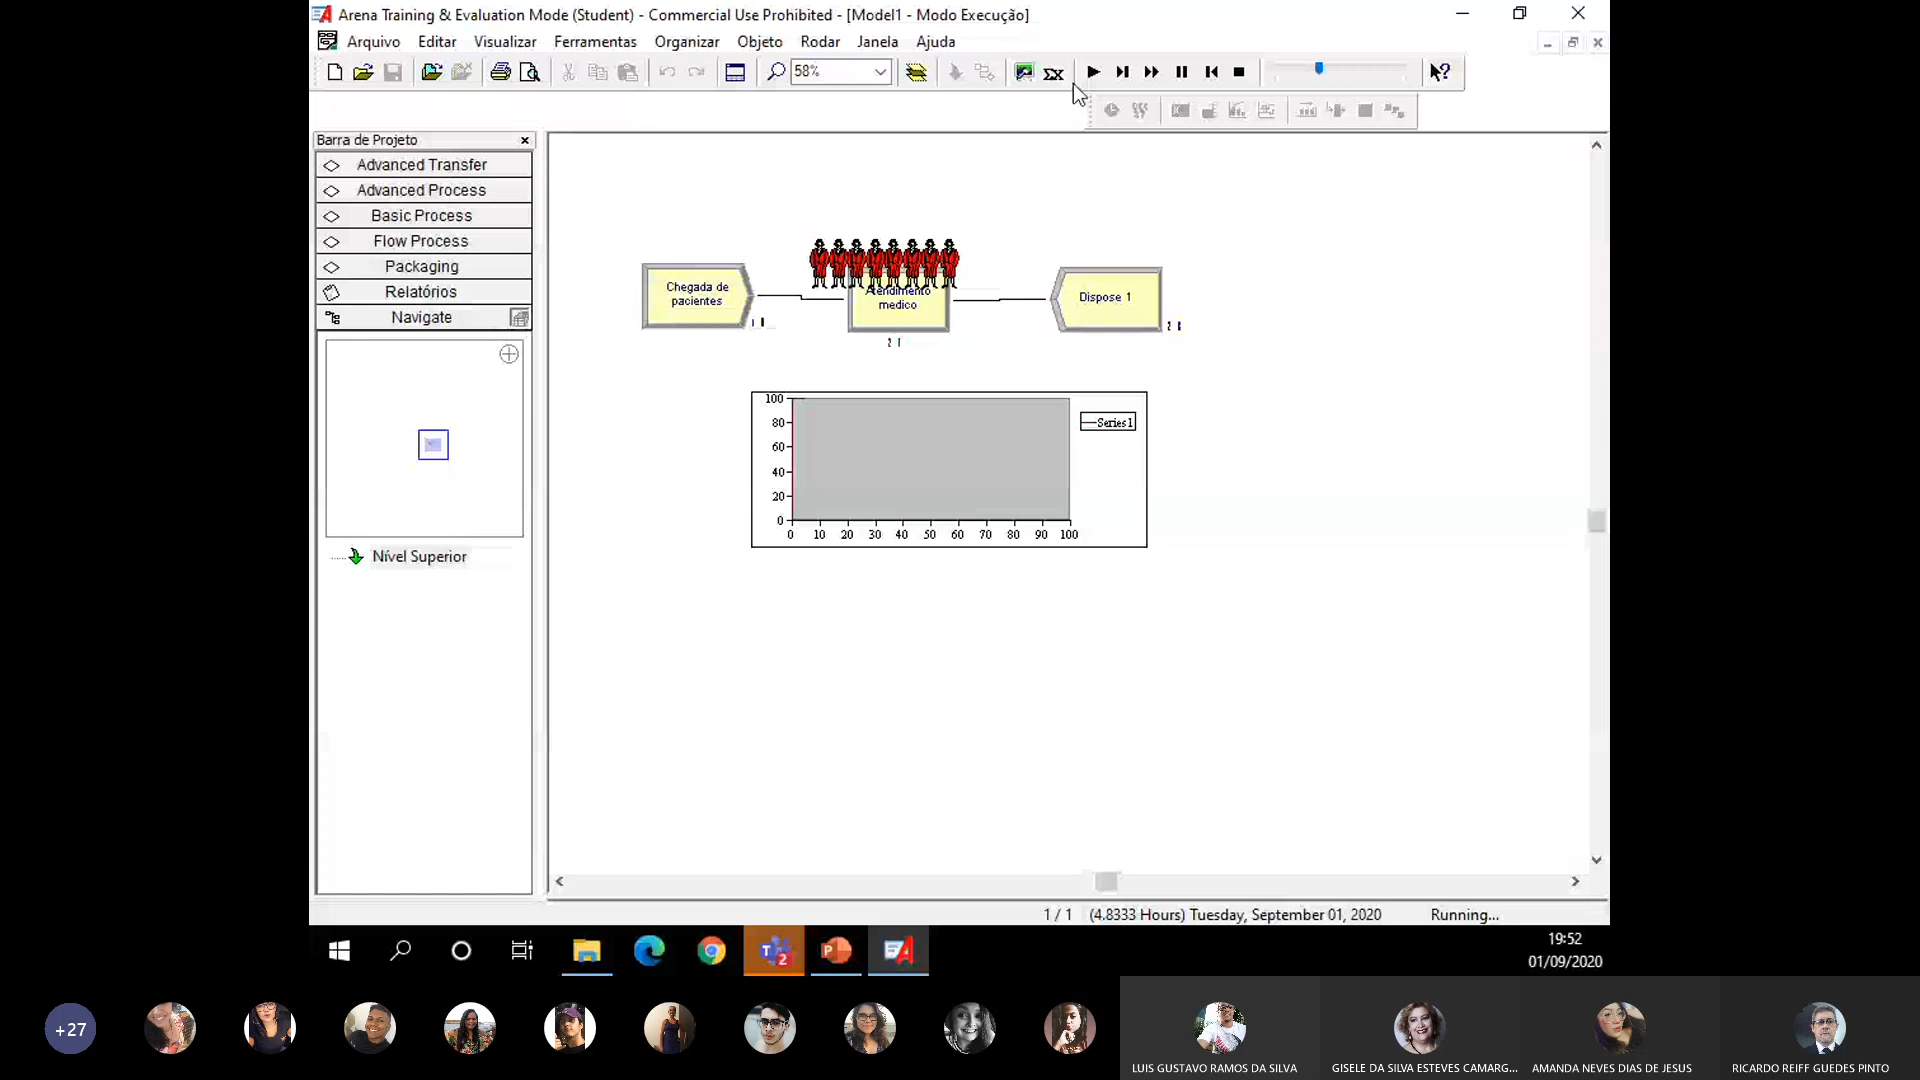 Arena Training & Evaluation Mode (Student) - Commercial Use Prohibited - [Model1 - Modo Execução]
Arquivo Editar Visualizar Ferramentas Organizar Objeto Rodar Janela Ajuda
58%
Barra de Projeto
Advanced Transfer
Advanced Process
Basic Process
Flow Process
Packaging
Relatórios
Navigate
Nível Superior
Chegada de
pacientes
Atendimento
medico
Dispose 1
100
80
60
40
20
0
0 10 20 30 40 50 60 70 80 90 100
Series1
1 / 1 (4.8333 Hours) Tuesday, September 01, 2020 Running...
19:52
01/09/2020
+27
LUIS GUSTAVO RAMOS DA SILVA
GISELE DA SILVA ESTEVES CAMARG...
AMANDA NEVES DIAS DE JESUS
RICARDO REIFF GUEDES PINTO